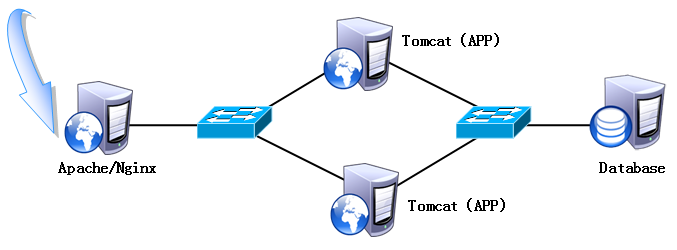 Tomcat (APP)
Apache/Nginx
Database
Tomcat (APP)